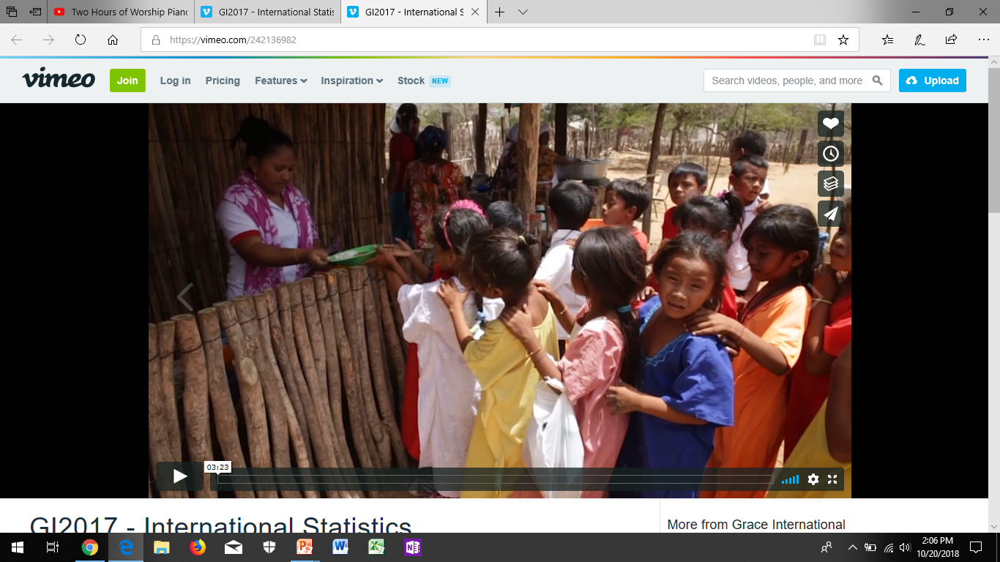 Two Hours of Worship Pianc
GI2017 - International Statis
GI2017 - International S
https://vimeo.com/242136982
vimeo
Join
Log in
Pricing
Features
Inspiration
Stock NEW
Search videos, people, and more
Upload
03:23
GI2017 - International Statistics
More from Grace International
2:06 PM
10/20/2018